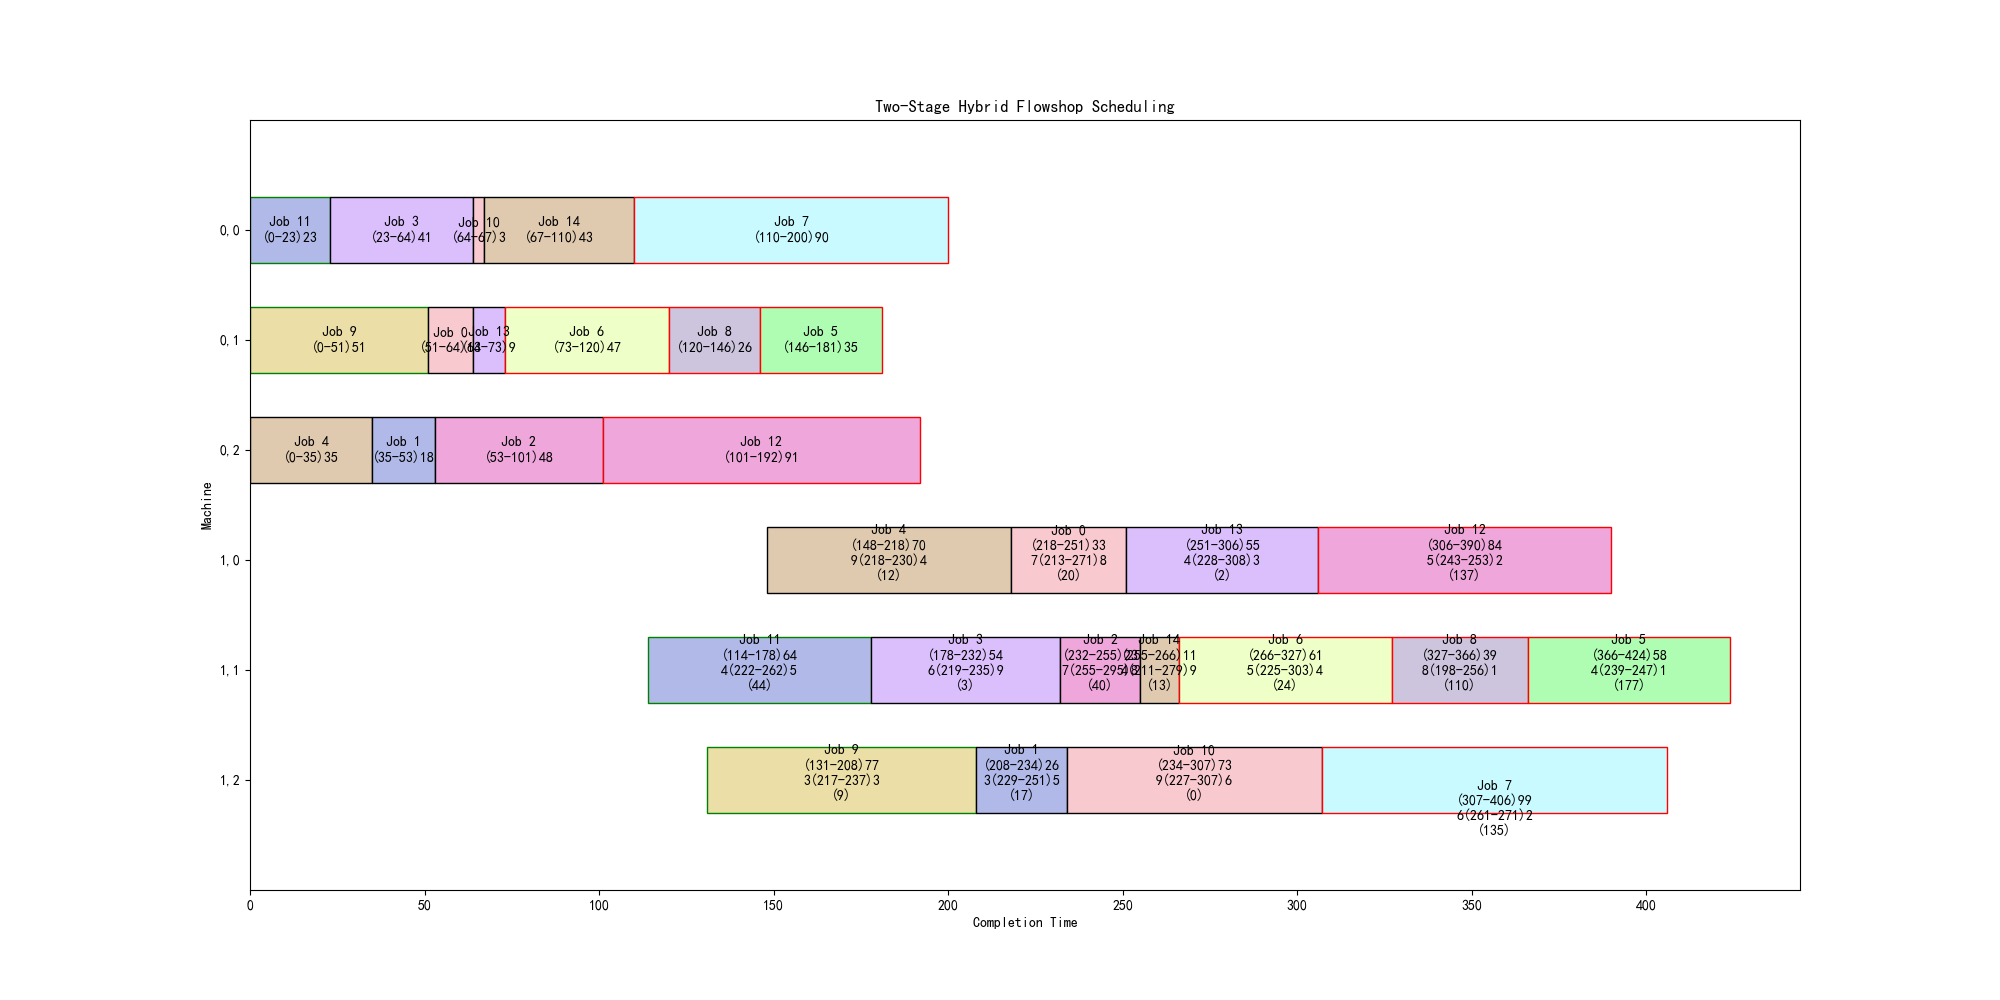 Two-Stage Hybrid Flowshop Scheduling
0,0
Job 11
(0-23)23
Job 3
(23-64)41
Job 10
(64-67)3
Job 14
(67-110)43
Job 7
(110-200)90
0,1
Job 9
(0-51)51
Job 0
(51-64)13
Job 13
(64-73)9
Job 6
(73-120)47
Job 8
(120-146)26
Job 5
(146-181)35
0,2
Job 4
(0-35)35
Job 1
(35-53)18
Job 2
(53-101)48
Job 12
(101-192)91
Machine
1,0
Job 4
(148-218)70
9(218-230)4
(12)
Job 0
(218-251)33
7(213-271)8
(20)
Job 13
(251-306)55
4(228-308)3
(2)
Job 12
(306-390)84
5(243-253)2
(137)
1,1
Job 11
(114-178)64
4(222-262)5
(44)
Job 3
(178-232)54
6(219-235)9
(3)
Job 2
(232-255)23
7(255-295)
(40)
Job 14
(255-266)11
(211-279)9
(13)
Job 6
(266-327)61
5(225-303)4
(24)
Job 8
(327-366)39
8(198-256)1
(110)
Job 5
(366-424)58
4(239-247)1
(177)
1,2
Job 9
(131-208)77
3(217-237)3
(9)
Job 1
(208-234)26
3(229-251)5
(17)
Job 10
(234-307)73
9(227-307)6
(0)
Job 7
(307-406)99
6(261-271)2
(135)
0
50
100
150
200
250
300
350
400
Completion Time